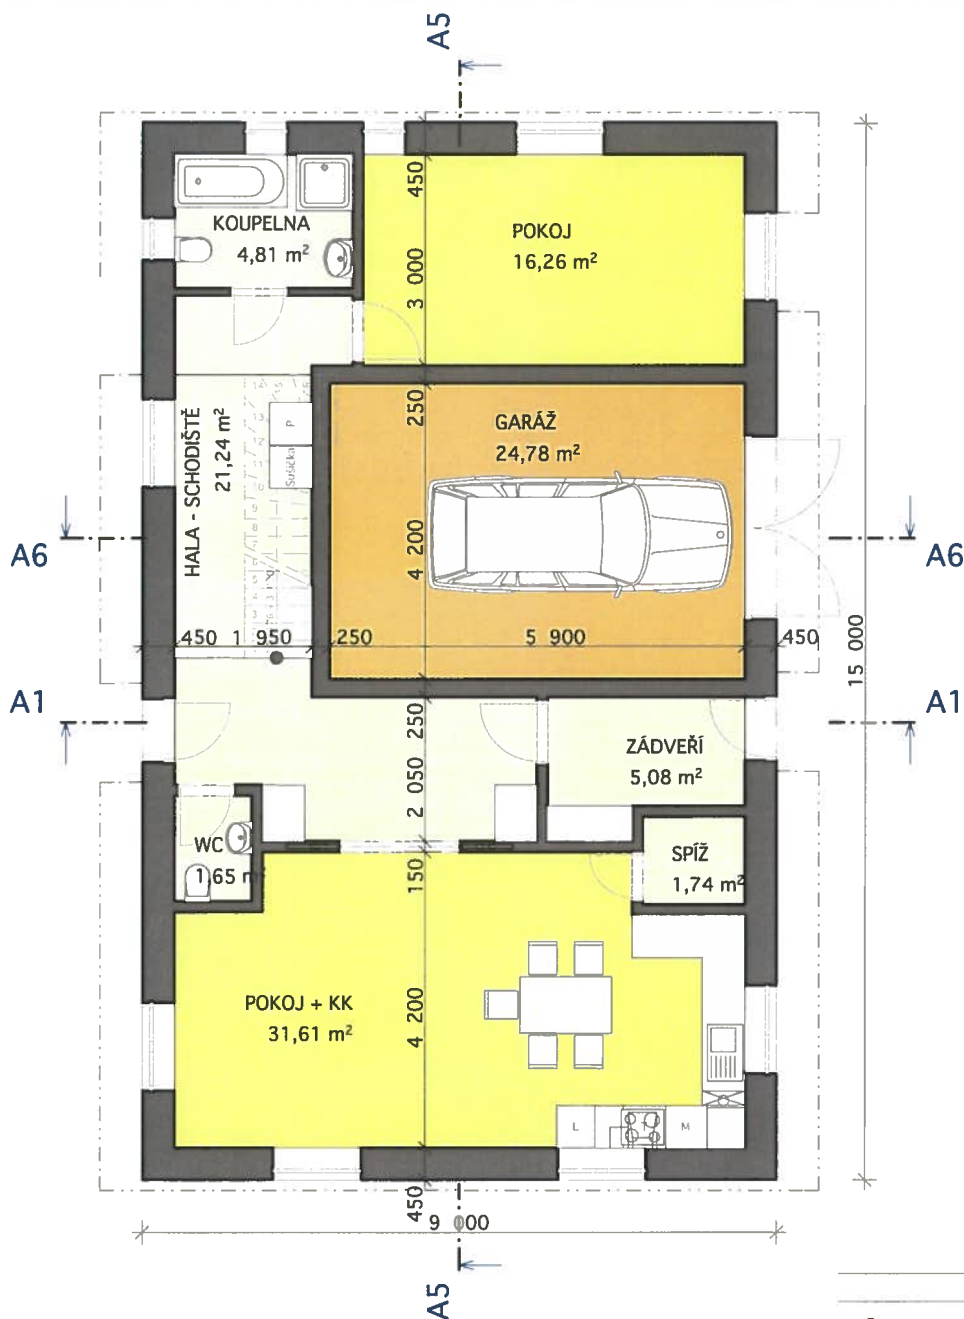 A5
450
KOUPELNA
4,81 m²
POKOJ
16,26 m²
3 000
250
GARÁŽ
24,78 m²
HALA - SCHODIŠTĚ
21,24 m²
P
Sušička
4 200
A6
A6
450 1 950 250 5 900 450
15 000
A1
A1
250
ZÁDVEŘÍ
5,08 m²
2 050
WC
1,65 m
SPÍŽ
1,74 m²
150
POKOJ + KK
31,61 m²
4 200
L
M
450
9 000
A5